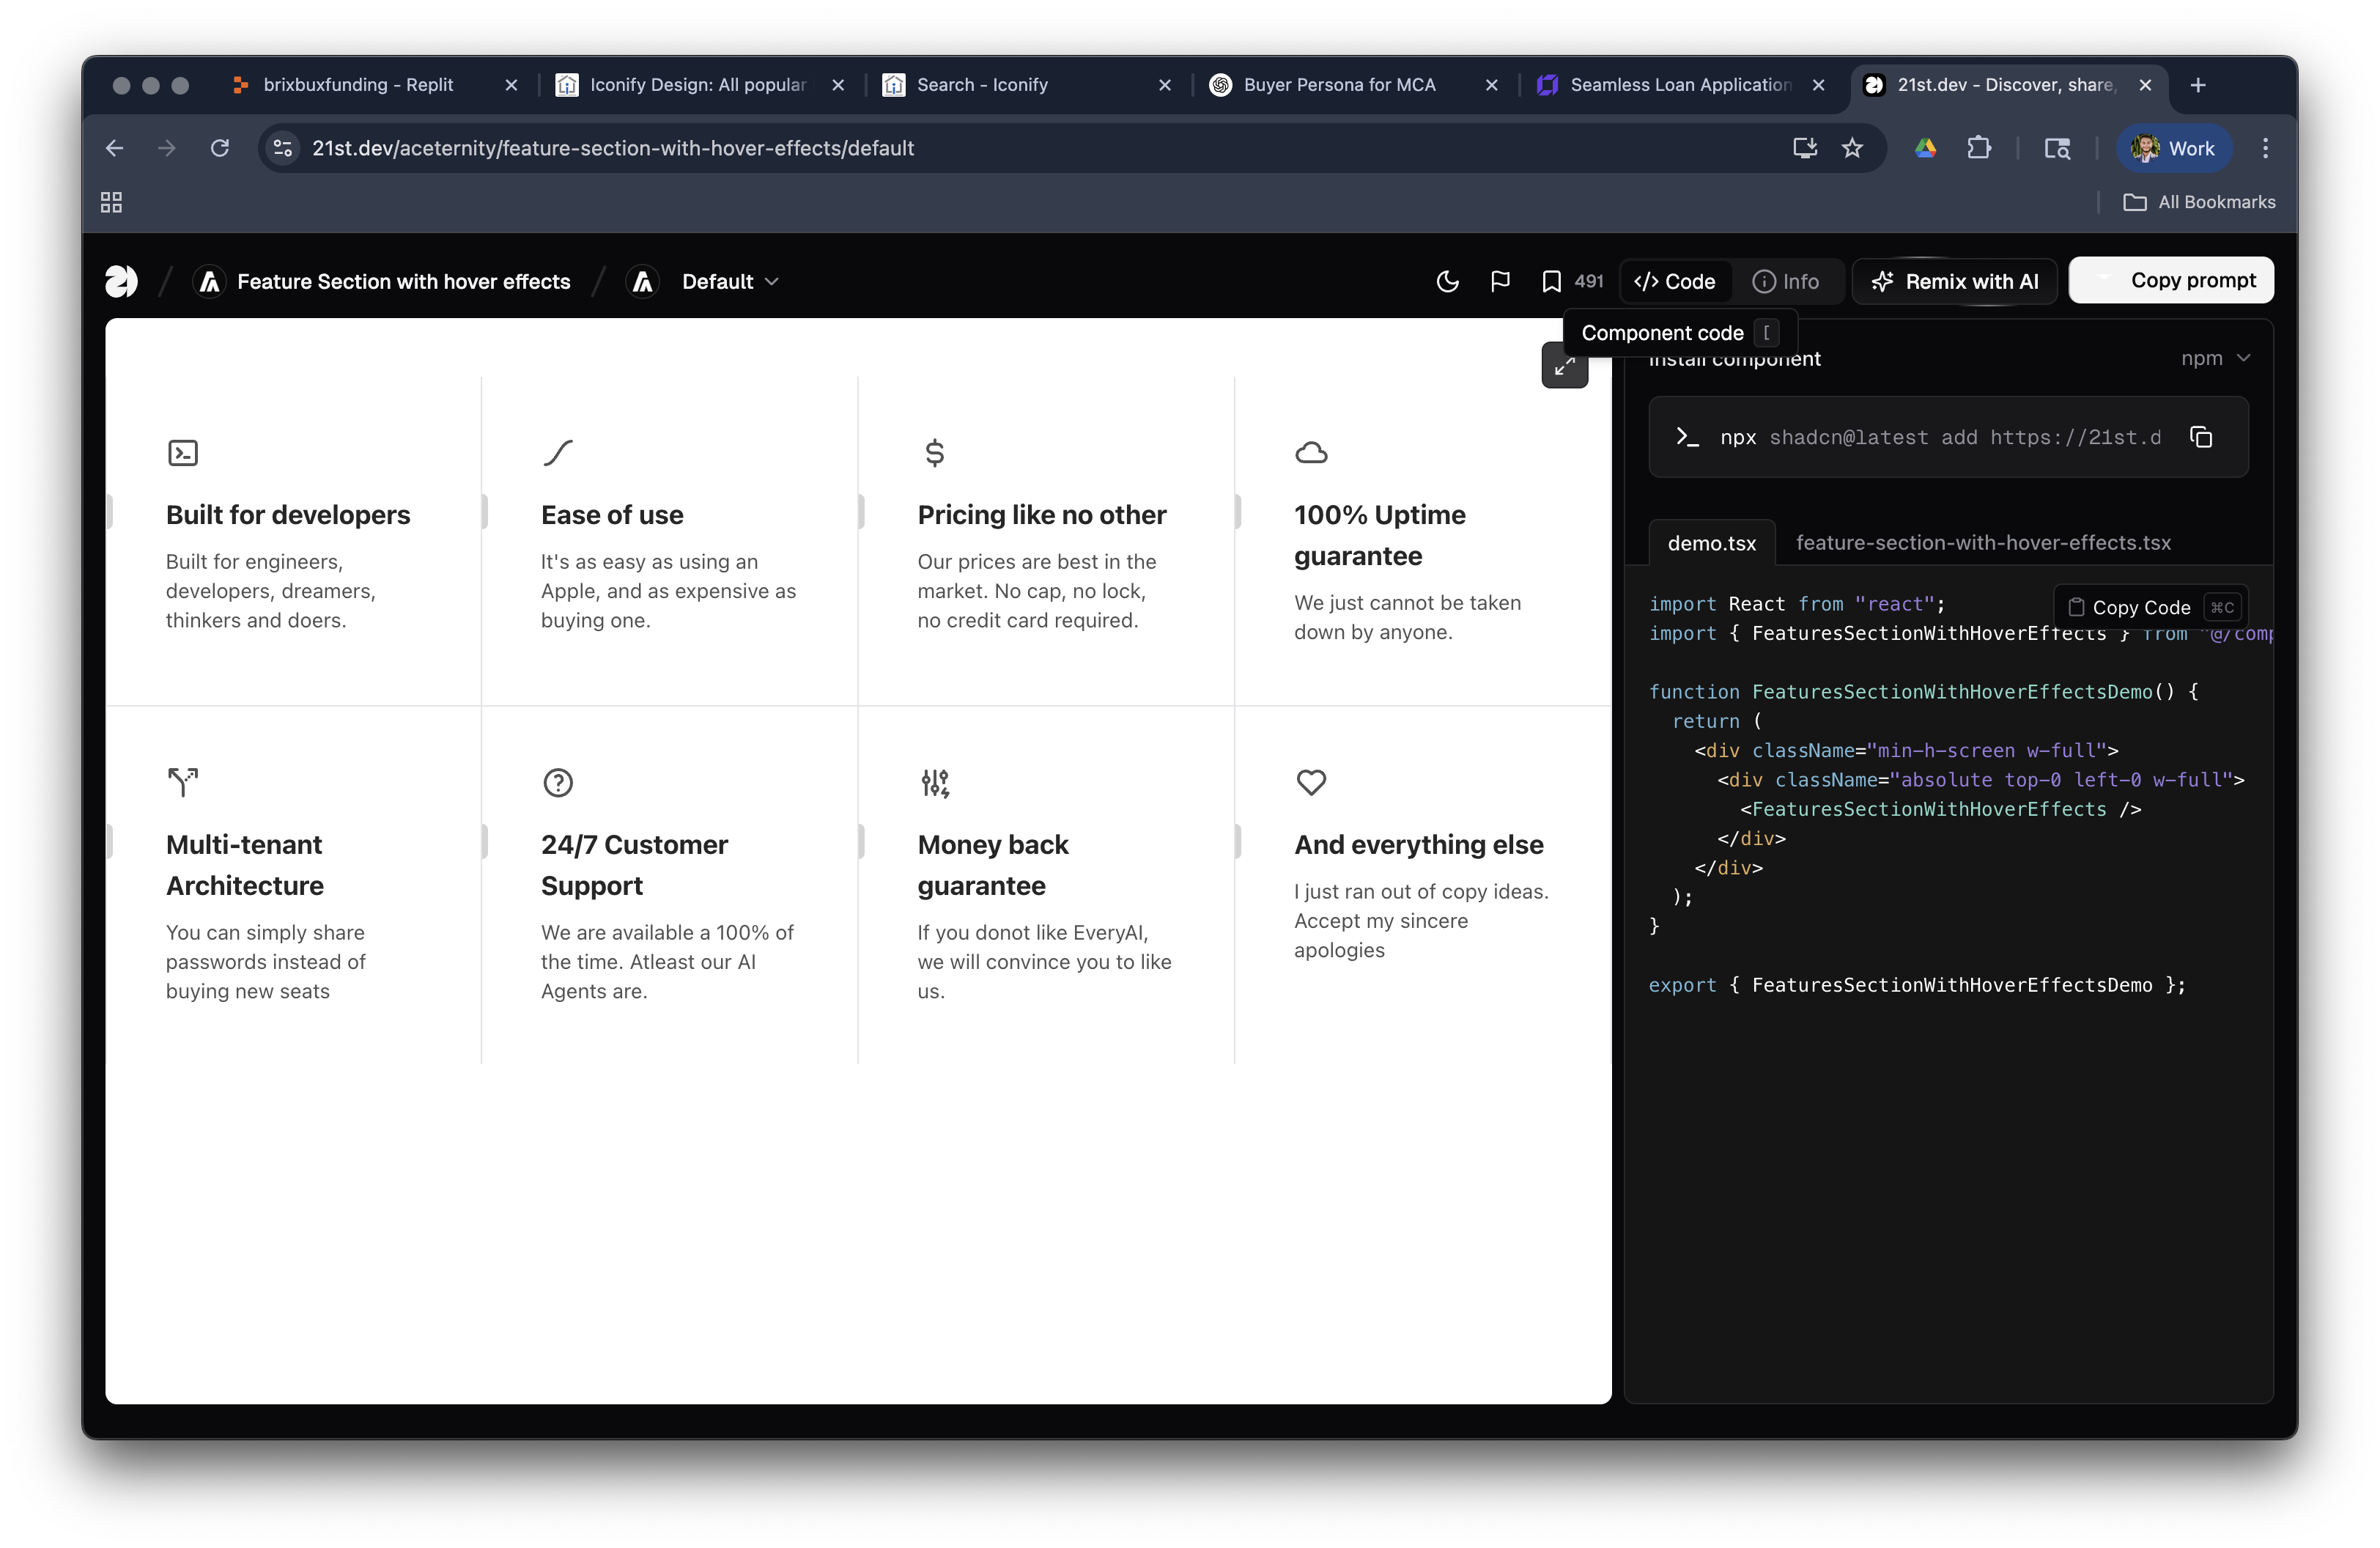 brixbuxfunding - Replit
Iconify Design: All popular
Search - Iconify
Buyer Persona for MCA
Seamless Loan Application
21st.dev - Discover, share,
21st.dev/aceternity/feature-section-with-hover-effects/default
Work
All Bookmarks
Feature Section with hover effects
Default
491
</> Code
Info
Remix with AI
Copy prompt
Component code [
Install component
npm
npx shadcn@latest add https://21st.d
demo.tsx
feature-section-with-hover-effects.tsx
Copy Code ⌘C
import React from "react";
import { FeaturesSectionWithHoverEffects } from "@/comp
function FeaturesSectionWithHoverEffectsDemo() {
return (
<div className="min-h-screen w-full">
<div className="absolute top-0 left-0 w-full">
<FeaturesSectionWithHoverEffects />
</div>
</div>
);
}
export { FeaturesSectionWithHoverEffectsDemo };
Built for developers
Built for engineers,
developers, dreamers,
thinkers and doers.
Ease of use
It's as easy as using an
Apple, and as expensive as
buying one.
Pricing like no other
Our prices are best in the
market. No cap, no lock,
no credit card required.
100% Uptime
guarantee
We just cannot be taken
down by anyone.
Multi-tenant
Architecture
You can simply share
passwords instead of
buying new seats
24/7 Customer
Support
We are available a 100% of
the time. Atleast our AI
Agents are.
Money back
guarantee
If you donot like EveryAI,
we will convince you to like
us.
And everything else
I just ran out of copy ideas.
Accept my sincere
apologies